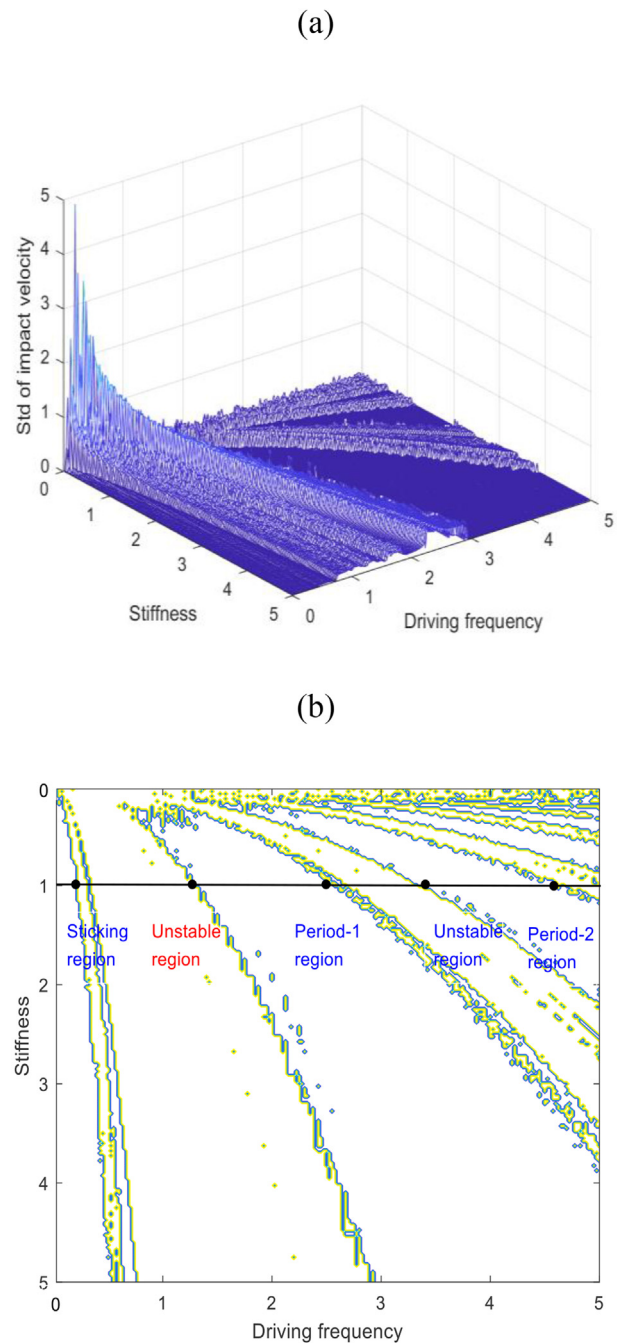 (a)
5
4
3
2
1
0
Std of impact velocity
0
1
2
3
4
5
Stiffness
0
1
2
3
4
5
Driving frequency
(b)
0
1
2
3
4
5
Stiffness
Sticking Unstable Period-1 Unstable Period-2
region region region region region
0 1 2 3 4 5
Driving frequency